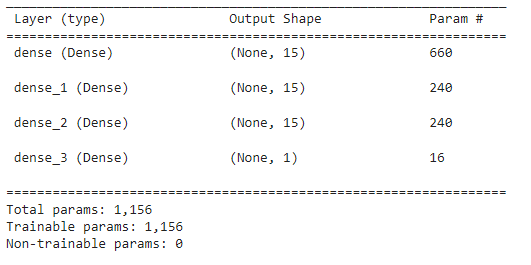 Layer (type) Output Shape Param #
=================================================================
dense (Dense) (None, 15) 660
dense_1 (Dense) (None, 15) 240
dense_2 (Dense) (None, 15) 240
dense_3 (Dense) (None, 1) 16
=================================================================
Total params: 1,156
Trainable params: 1,156
Non-trainable params: 0